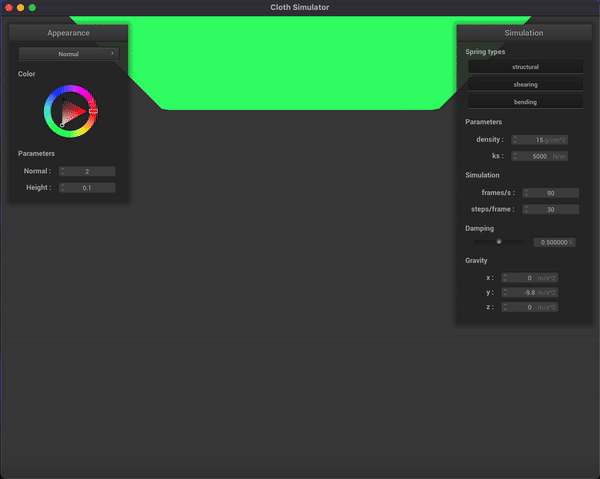 Cloth Simulator
Appearance
Normal
Color
Parameters
Normal : 2
Height : 0.1
Simulation
Spring types
structural
shearing
bending
Parameters
density : 15 g/cm^2
ks : 5000 N/m
Simulation
frames/s : 90
steps/frame : 30
Damping
0.500000 %
Gravity
x : 0 m/s^2
y : -9.8 m/s^2
z : 0 m/s^2